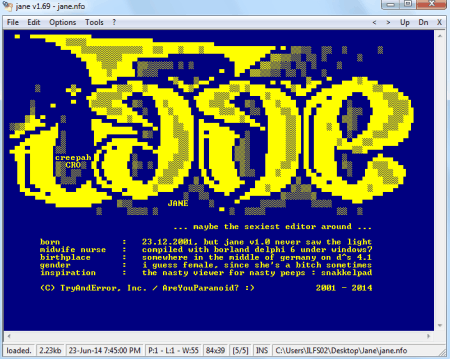 jane v1.69 - jane.nfo
File Edit Options Tools ? < > Up Dn X
creepah
CRO
JANE
... maybe the sexiest editor around ...
born : 23.12.2001, but jane v1.0 never saw the light
midwife nurse : compiled with borland delphi 6 under windows?
birthplace : somewhere in the middle of germany on d^s 4.1
gender : i guess female, since she's a bitch sometimes
inspiration : the nasty viewer for nasty peeps : snakkelpad
(C) TryAndError, Inc. / AreYouParanoid? :) 2001 - 2014
loaded. 2.23kb 23-Jun-14 7:45:00 PM P:1 - L:1 - W:55 84x39 [5/5] INS C:\Users\ILFS02\Desktop\Jane\jane.nfo